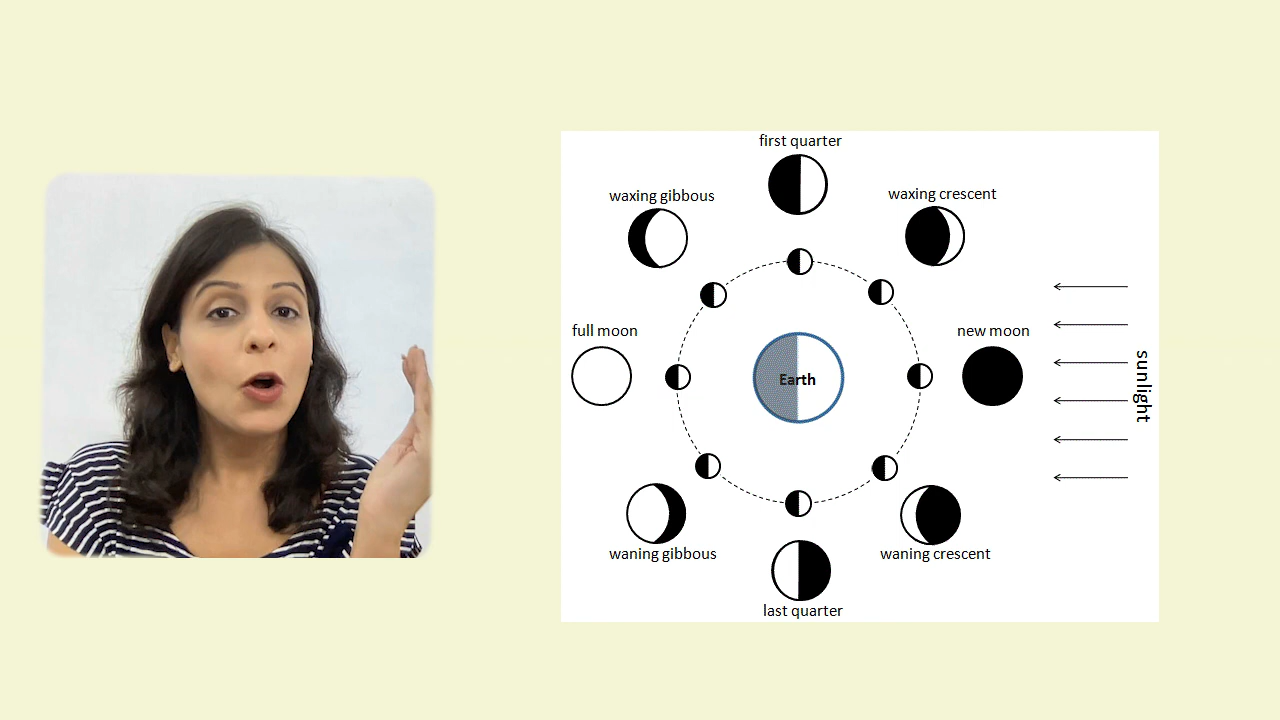 first quarter
waxing gibbous
waxing crescent
full moon
new moon
sunlight
Earth
waning gibbous
waning crescent
last quarter